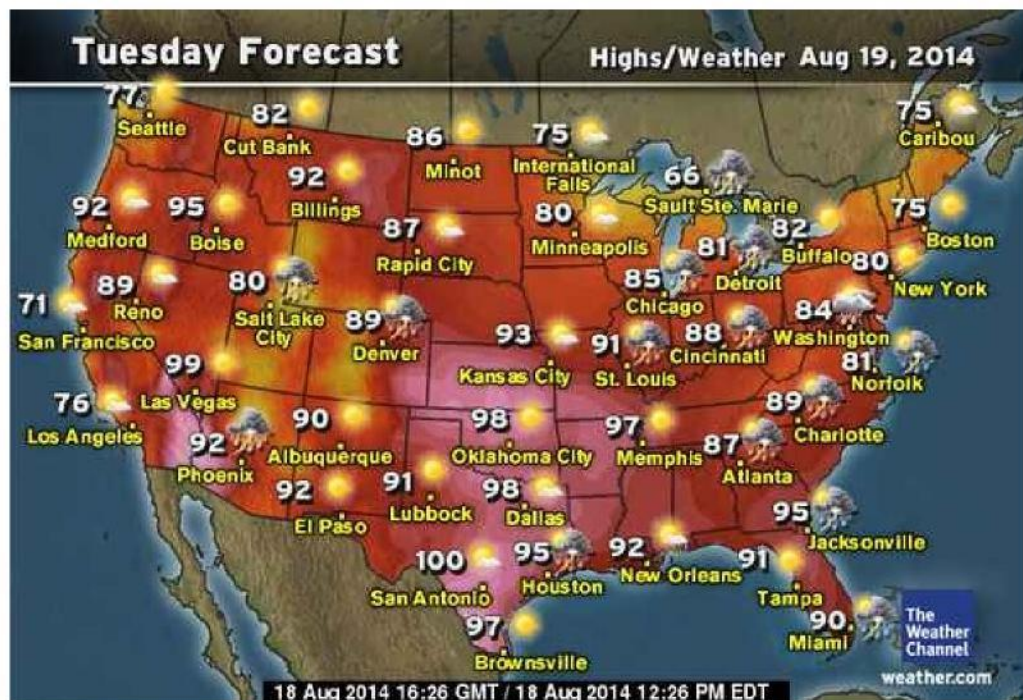 Tuesday Forecast
Highs/Weather Aug 19, 2014
77
Seattle
82
Cut Bank
86
Minot
75
International
Falls
75
Caribou
92
Billings
66
Sault Ste. Marie
92
Medford
95
Boise
87
Rapid City
80
Minneapolis
81
Detroit
82
Buffalo
75
Boston
80
New York
71
San Francisco
89
Reno
80
Salt Lake
City
89
Denver
93
Kansas City
85
Chicago
91
St. Louis
88
Cincinnati
84
Washington
81
Norfolk
99
Las Vegas
76
Los Angeles
92
Phoenix
90
Albuquerque
98
Oklahoma City
97
Memphis
87
Atlanta
89
Charlotte
92
El Paso
91
Lubbock
98
Dallas
95
Jacksonville
100
San Antonio
95
Houston
92
New Orleans
91
Tampa
97
Brownsville
90
Miami
The
Weather
Channel
weather.com
18 Aug 2014 16:26 GMT / 18 Aug 2014 12:26 PM EDT